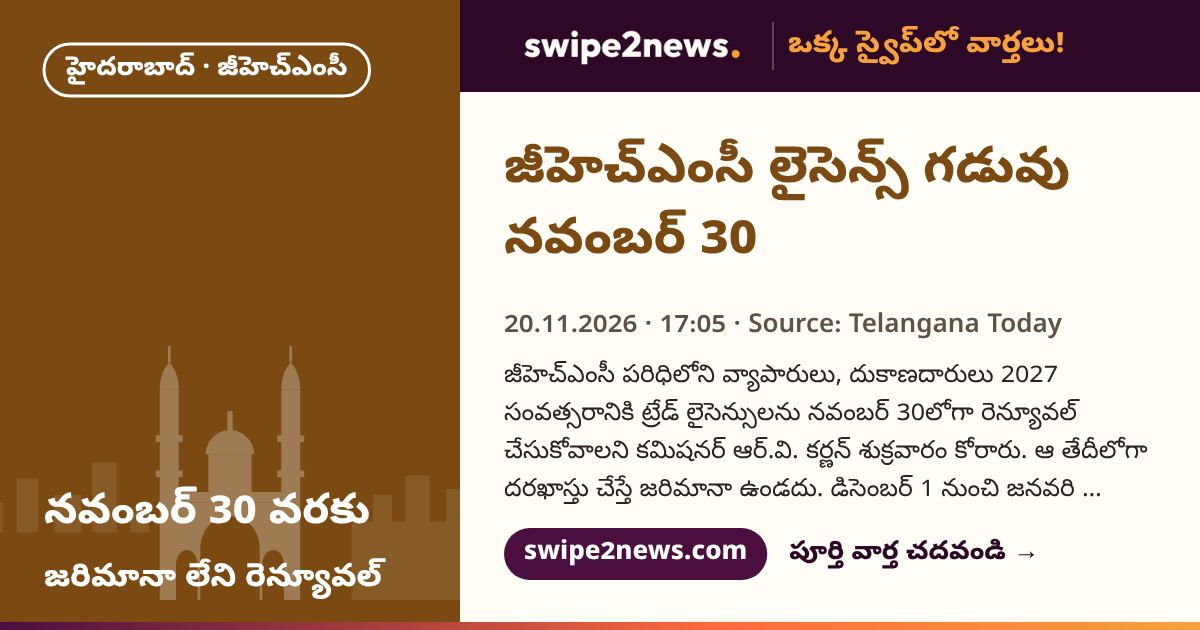 హైదరాబాద్ · జీహెచ్ఎంసీ
swipe2news.
ఒక్క స్వైప్‌లో వార్తలు!
జీహెచ్ఎంసీ లైసెన్స్ గడువు
నవంబర్ 30
20.11.2026 · 17:05 · Source: Telangana Today
జీహెచ్ఎంసీ పరిధిలోని వ్యాపారులు, దుకాణదారులు 2027
సంవత్సరానికి ట్రేడ్ లైసెన్సులను నవంబర్ 30లోగా రెన్యూవల్
చేసుకోవాలని కమిషనర్ ఆర్.వి. కర్ణన్ శుక్రవారం కోరారు. ఆ తేదీలోగా
దరఖాస్తు చేస్తే జరిమానా ఉండదు. డిసెంబర్ 1 నుంచి జనవరి ...
నవంబర్ 30 వరకు
జరిమానా లేని రెన్యూవల్
swipe2news.com
పూర్తి వార్త చదవండి →